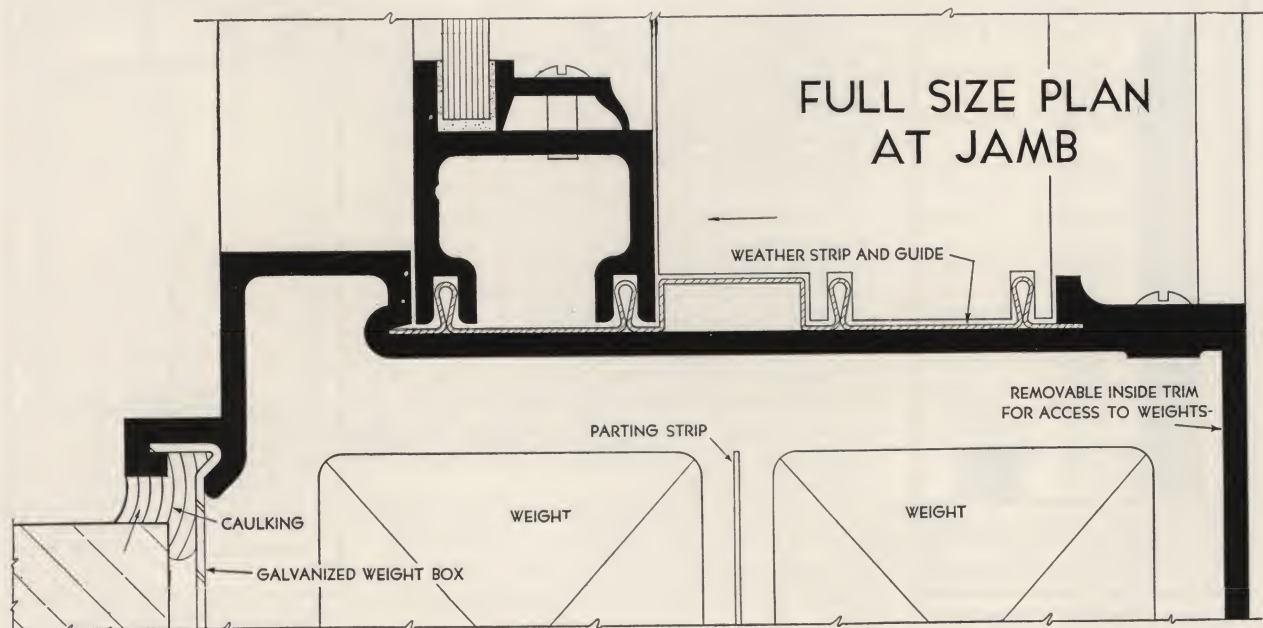 FULL SIZE PLAN
AT JAMB
WEATHER STRIP AND GUIDE
REMOVABLE INSIDE TRIM
FOR ACCESS TO WEIGHTS-
PARTING STRIP
WEIGHT
WEIGHT
CAULKING
GALVANIZED WEIGHT BOX